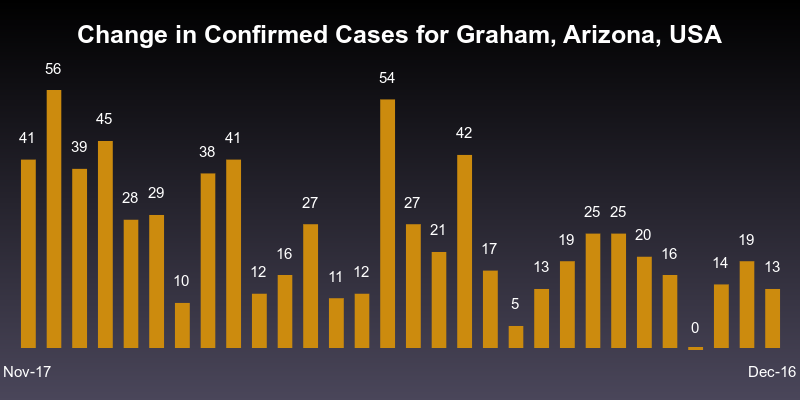 Change in Confirmed Cases for Graham, Arizona, USA
41 56 39 45 28 29 10 38 41 12 16 27 11 12 54 27 21 42 17 5 13 19 25 25 20 16 0 14 19 13
Nov-17 Dec-16